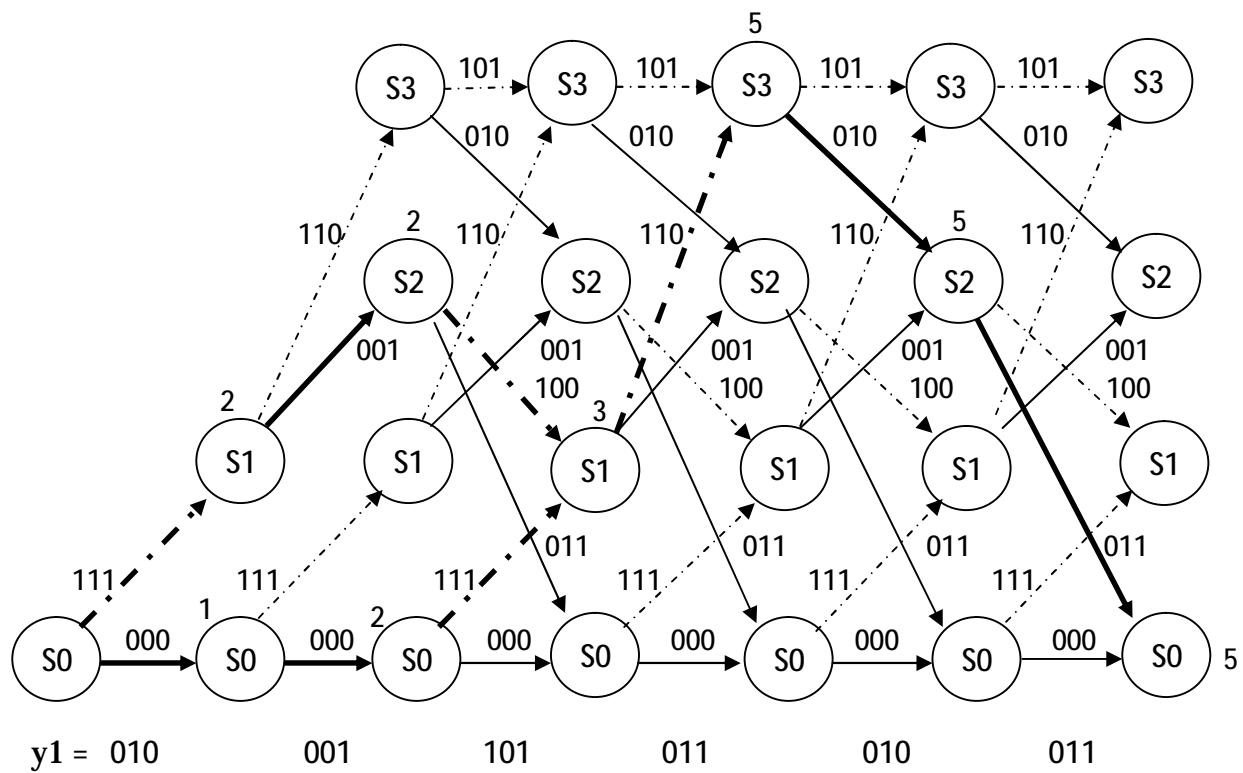 5
101 101 101 101
S3 S3 S3 S3 S3
010 010 010 010
110 2 110 110 110 5 110
S2 S2 S2 S2 S2
001 001 001 001 001
2 100 3 100 100 100
S1 S1 S1 S1 S1 S1
111 111 111 011 111 011 111 011 111 011
1 2
S0 000 S0 000 S0 000 S0 000 S0 000 S0 000 S0 5
y1 = 010 001 101 011 010 011